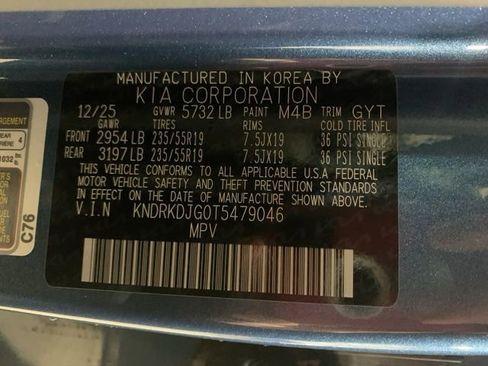 MANUFACTURED IN KOREA BY
KIA CORPORATION
12/25 GVWR 5732 LB PAINT M4B TRIM GYT
GAWR TIRES RIMS COLD TIRE INFL
FRONT 2954 LB 235/55R19 7.5JX19 36 PSI SINGLE
REAR 3197 LB 235/55R19 7.5JX19 36 PSI SINGLE
THIS VEHICLE CONFORMS TO ALL APPLICABLE U.S.A FEDERAL
MOTOR VEHICLE SAFETY AND THEFT PREVENTION STANDARDS
IN EFFECT ON THE DATE OF MANUFACTURE SHOWN ABOVE.
V.I.N KNDRKDJG0T5479046
MPV
C76
REAR 4